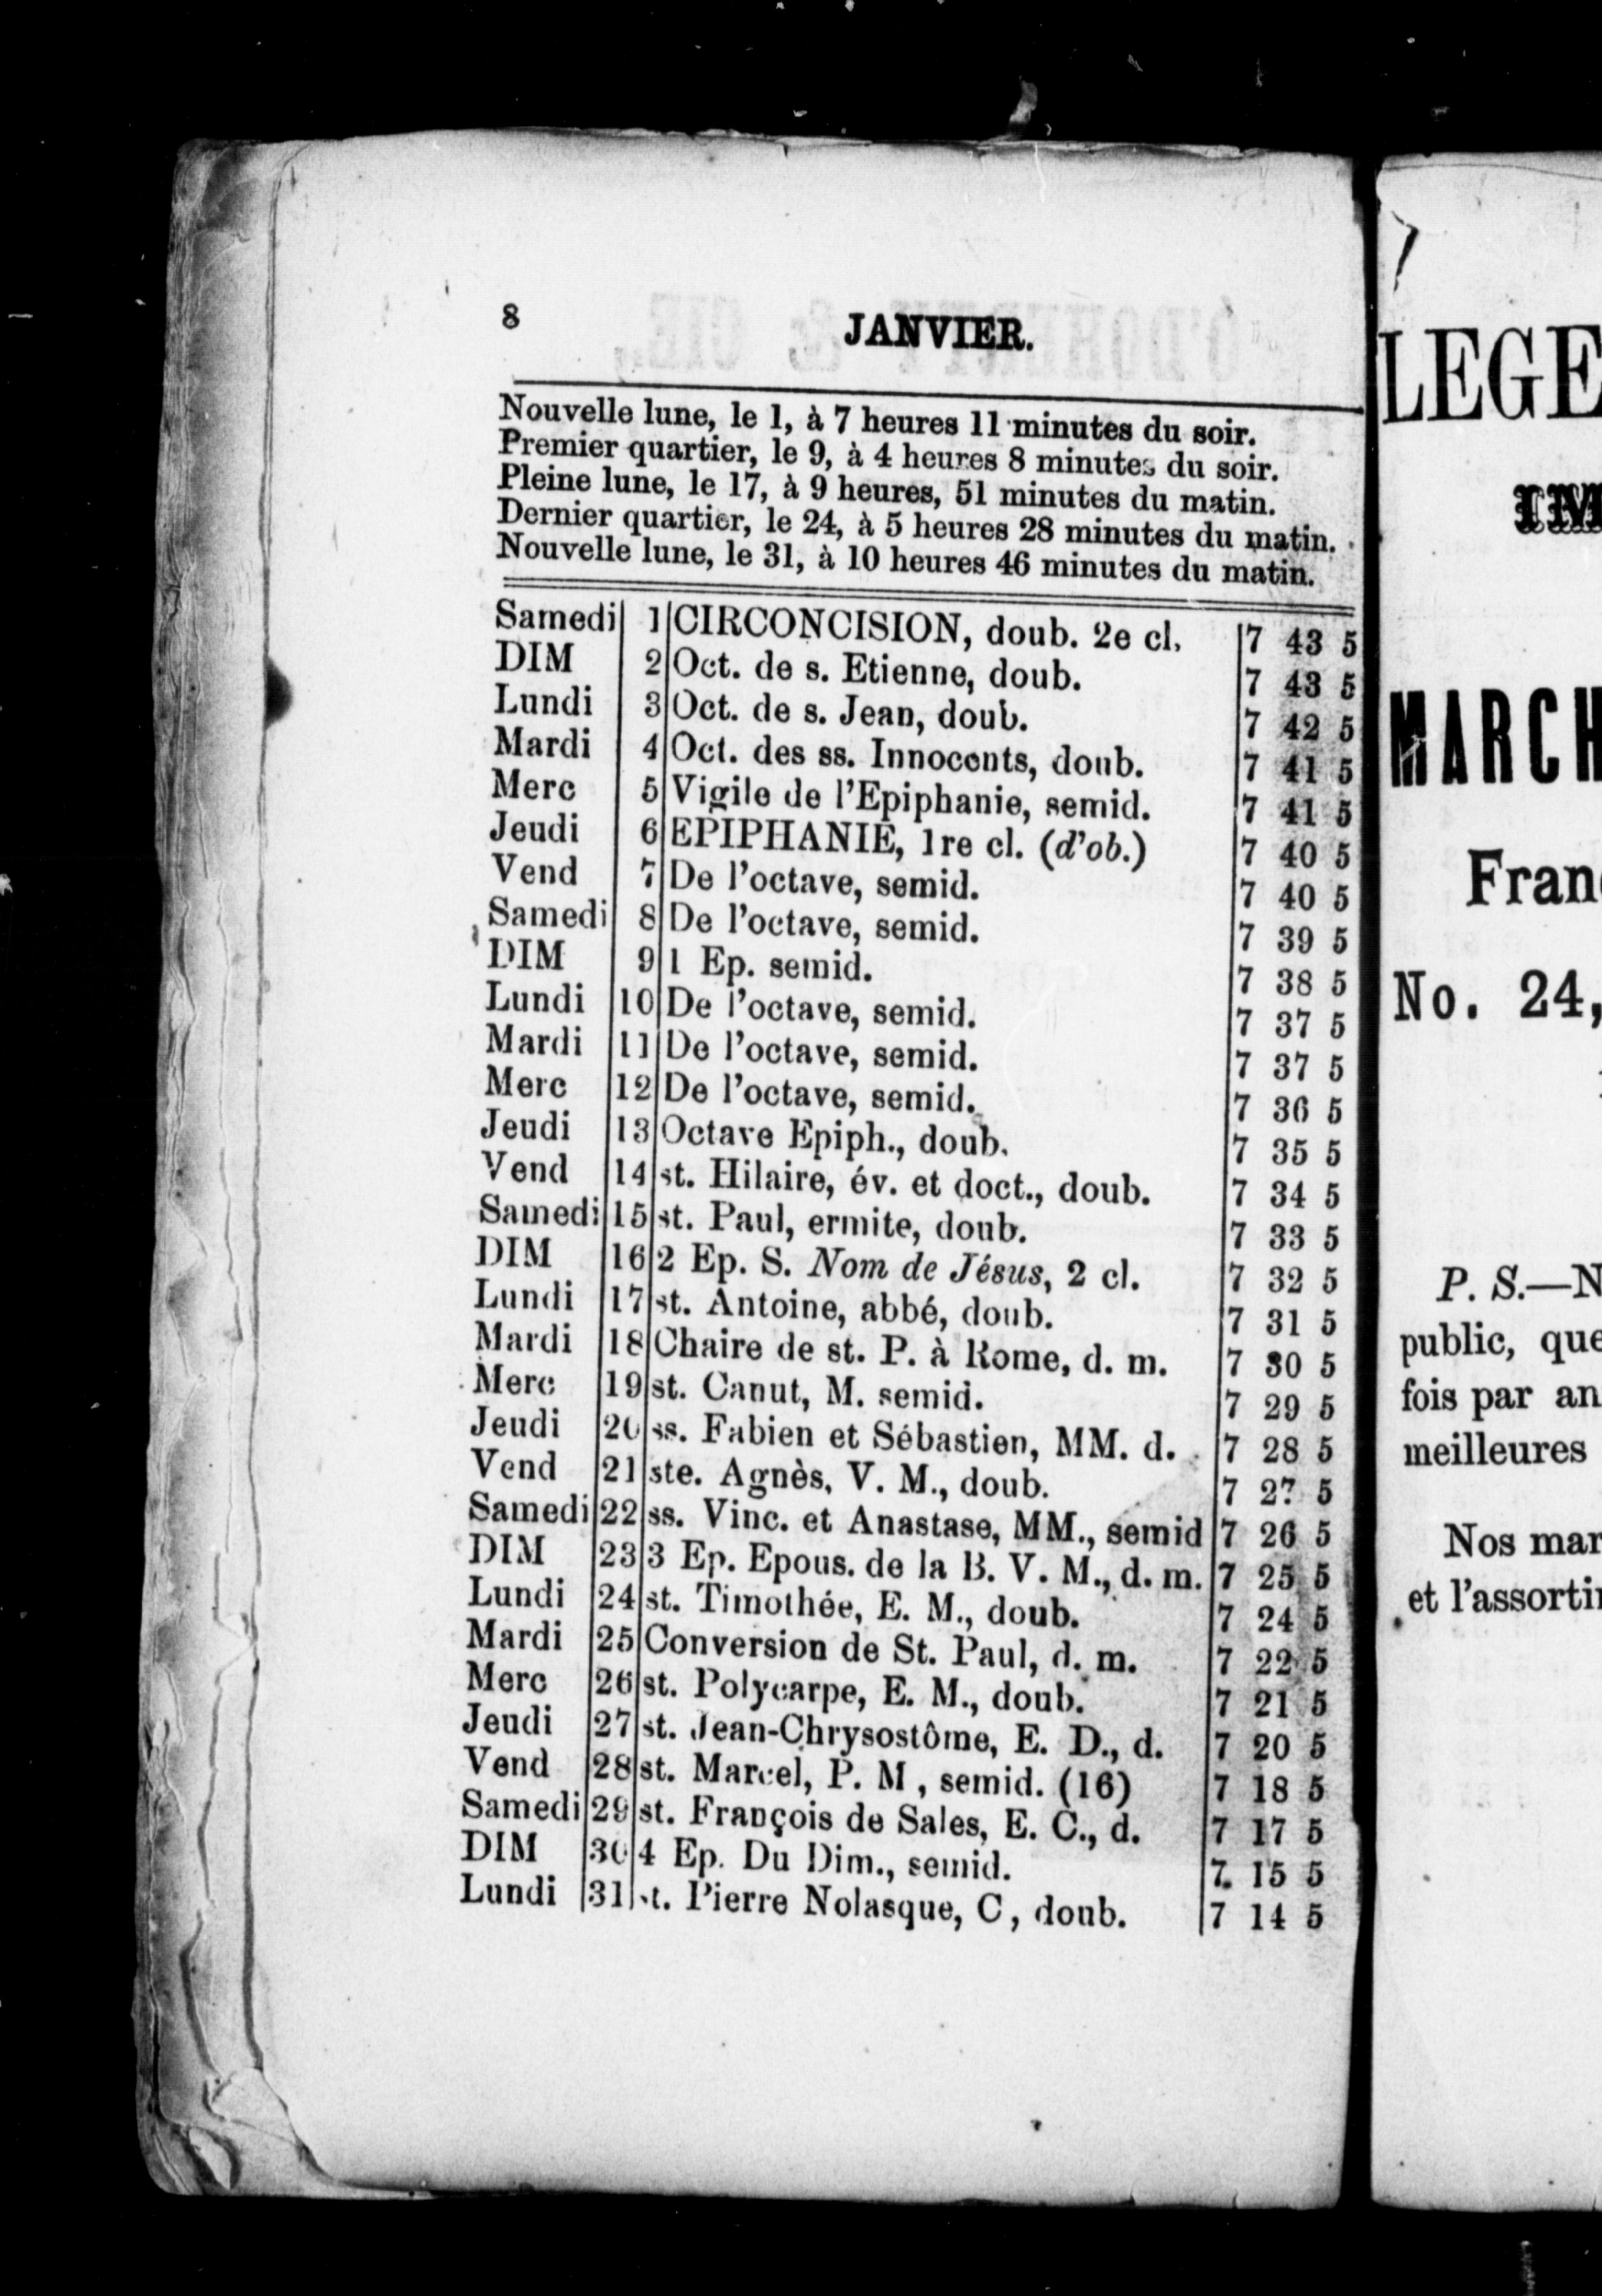 8
JANVIER.
Nouvelle lune, le 1, à 7 heures 11 minutes du soir.
Premier quartier, le 9, à 4 heures 8 minutes du soir.
Pleine lune, le 17, à 9 heures, 51 minutes du matin.
Dernier quartier, le 24, à 5 heures 28 minutes du matin.
Nouvelle lune, le 31, à 10 heures 46 minutes du matin.
Samedi 1 CIRCONCISION, doub. 2e cl. 7 43 5
DIM 2 Oct. de s. Etienne, doub. 7 43 5
Lundi 3 Oct. de s. Jean, doub. 7 42 5
Mardi 4 Oct. des ss. Innocents, doub. 7 41 5
Merc 5 Vigile de l'Epiphanie, semid. 7 41 5
Jeudi 6 EPIPHANIE, 1re cl. (d'ob.) 7 40 5
Vend 7 De l'octave, semid. 7 40 5
Samedi 8 De l'octave, semid. 7 39 5
DIM 9 1 Ep. semid. 7 38 5
Lundi 10 De l'octave, semid. 7 37 5
Mardi 11 De l'octave, semid. 7 37 5
Merc 12 De l'octave, semid. 7 36 5
Jeudi 13 Octave Epiph., doub. 7 35 5
Vend 14 st. Hilaire, év. et doct., doub. 7 34 5
Samedi 15 st. Paul, ermite, doub. 7 33 5
DIM 16 2 Ep. S. Nom de Jésus, 2 cl. 7 32 5
Lundi 17 st. Antoine, abbé, doub. 7 31 5
Mardi 18 Chaire de st. P. à Rome, d. m. 7 30 5
Merc 19 st. Canut, M. semid. 7 29 5
Jeudi 20 ss. Fabien et Sébastien, MM. d. 7 28 5
Vend 21 ste. Agnès, V. M., doub. 7 27 5
Samedi 22 ss. Vinc. et Anastase, MM., semid 7 26 5
DIM 23 3 Ep. Epous. de la B. V. M., d. m. 7 25 5
Lundi 24 st. Timothée, E. M., doub. 7 24 5
Mardi 25 Conversion de St. Paul, d. m. 7 22 5
Merc 26 st. Polycarpe, E. M., doub. 7 21 5
Jeudi 27 st. Jean-Chrysostôme, E. D., d. 7 20 5
Vend 28 st. Marcel, P. M , semid. (16) 7 18 5
Samedi 29 st. François de Sales, E. C., d. 7 17 5
DIM 30 4 Ep. Du Dim., semid. 7 15 5
Lundi 31 st. Pierre Nolasque, C , doub. 7 14 5
LEGE
IM
MARCH
Fran
No. 24,
P. S.—N
public, que
fois par an
meilleures
Nos mar
et l'assortin